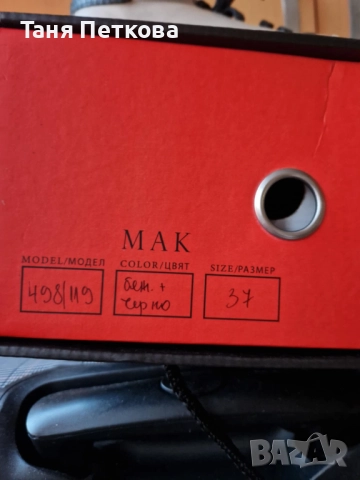 Таня Петкова
MAK
MODEL/МОДЕЛ COLOR/ЦВЯТ SIZE/РАЗМЕР
498/119 беж. + 37
черно
BAZAR